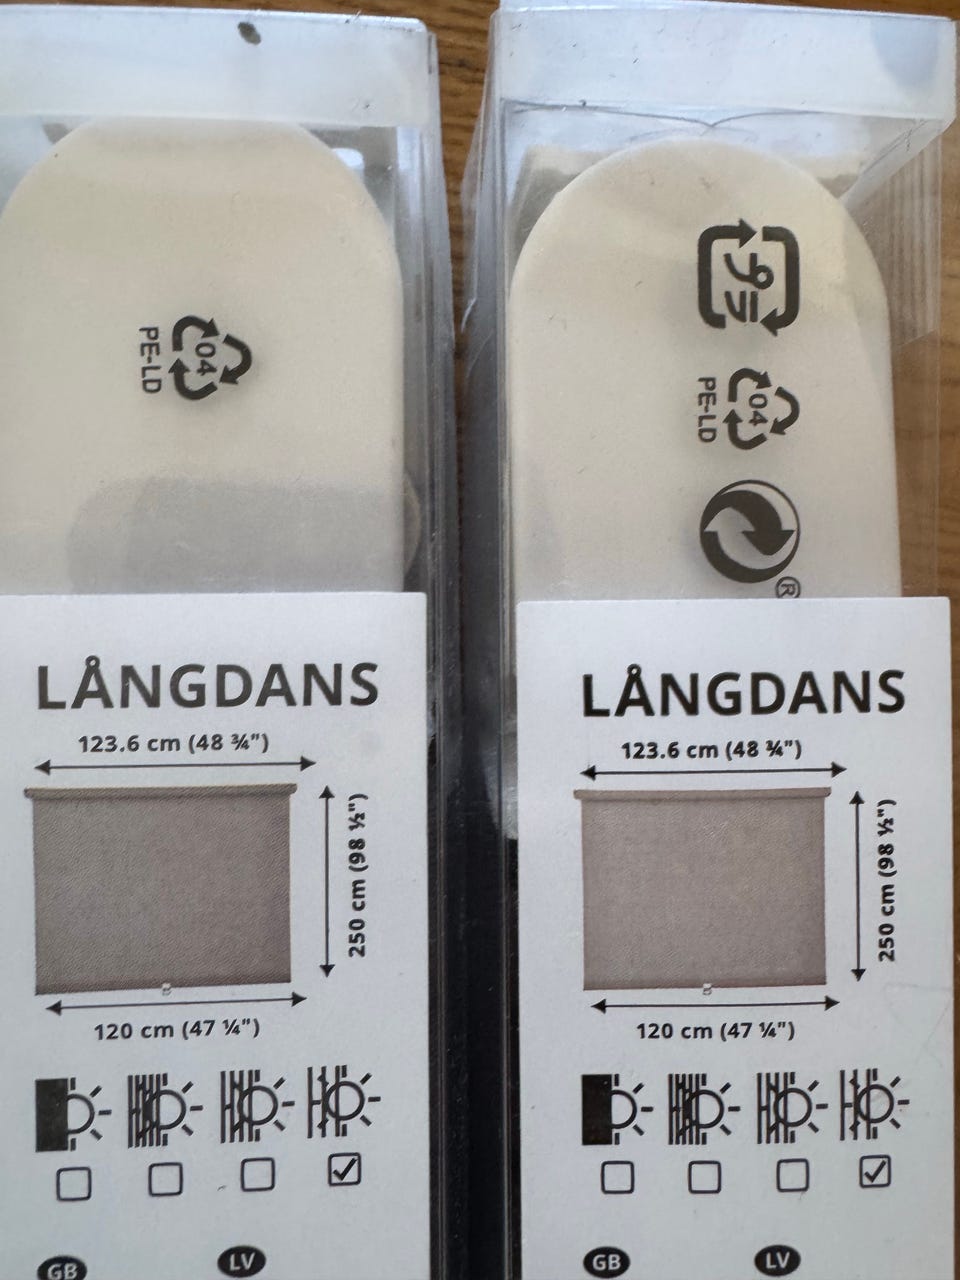 04
PE-LD
LÅNGDANS
123.6 cm (48 ¾")
250 cm (98 ½")
120 cm (47 ¼")
GB
LV
プラ
04
PE-LD
®
LÅNGDANS
123.6 cm (48 ¾")
250 cm (98 ½")
120 cm (47 ¼")
GB
LV